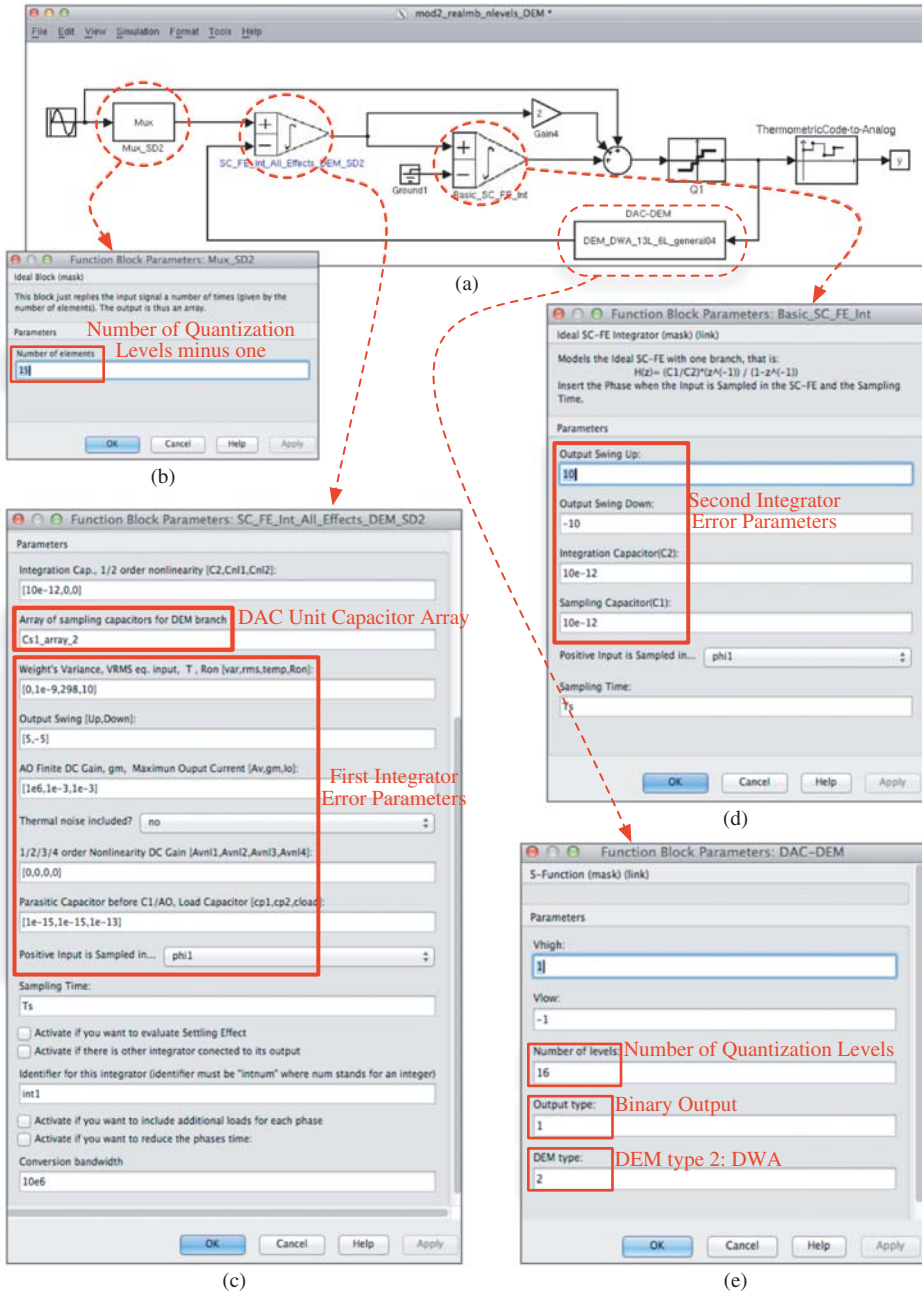 mod2_realmb_nlevels_DEM *
File Edit View Simulation Format Tools Help
Mux
Mux_SD2
SC_FE_Int_All_Effects_DEM_SD2
Ground1
Basic_SC_FE_Int
2
Gain4
Q1
ThermometricCode-to-Analog
y
DAC-DEM
DEM_DWA_13L_6L_general04
(a)
Function Block Parameters: Mux_SD2
Ideal Block (mask)
This block just replies the input signal a number of times (given by the
number of elements). The output is thus an array.
Parameters
Number of Quantization
Levels minus one
Number of elements
15
OK Cancel Help Apply
(b)
Function Block Parameters: SC_FE_Int_All_Effects_DEM_SD2
Parameters
Integration Cap., 1/2 order nonlinearity [C2,Cnl1,Cnl2]:
[10e-12,0,0]
Array of sampling capacitors for DEM branch
DAC Unit Capacitor Array
Cs1_array_2
Weight's Variance, VRMS eq. input, T , Ron [var,rms,temp,Ron]:
[0,1e-9,298,10]
Output Swing [Up,Down]:
[5,-5]
AO Finite DC Gain, gm, Maximun Ouput Current [Av,gm,Io]:
[1e6,1e-3,1e-3]
First Integrator
Error Parameters
Thermal noise included? no
1/2/3/4 order Nonlinearity DC Gain [Avnl1,Avnl2,Avnl3,Avnl4]:
[0,0,0,0]
Parasitic Capacitor before C1/AO, Load Capacitor [cp1,cp2,cload]:
[1e-15,1e-15,1e-13]
Positive Input is Sampled in... phi1
Sampling Time:
Ts
Activate if you want to evaluate Settling Effect
Activate if there is other integrator conected to its output
Identifier for this integrator (identifier must be "intnum" where num stands for an integer)
int1
Activate if you want to include additional loads for each phase
Activate if you want to reduce the phases time:
Conversion bandwidth
10e6
OK Cancel Help Apply
(c)
Function Block Parameters: Basic_SC_FE_Int
Ideal SC-FE Integrator (mask) (link)
Models the Ideal SC-FE with one branch, that is:
H(z)= (C1/C2)*(z^(-1)) / (1-z^(-1))
Insert the Phase when the Input is Sampled in the SC-FE and the Sampling
Time.
Parameters
Output Swing Up:
10
Output Swing Down:
-10
Second Integrator
Error Parameters
Integration Capacitor(C2):
10e-12
Sampling Capacitor(C1):
10e-12
Positive Input is Sampled in... phi1
Sampling Time:
Ts
OK Cancel Help Apply
(d)
Function Block Parameters: DAC-DEM
S-Function (mask) (link)
Parameters
Vhigh:
1
Vlow:
-1
Number of levels:
Number of Quantization Levels
16
Output type:
Binary Output
1
DEM type:
DEM type 2: DWA
2
OK Cancel Help Apply
(e)